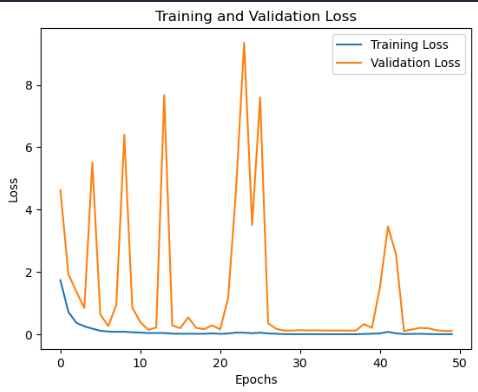 Training and Validation Loss
Training Loss
Validation Loss
8
6
4
2
0
Loss
0 10 20 30 40 50
Epochs